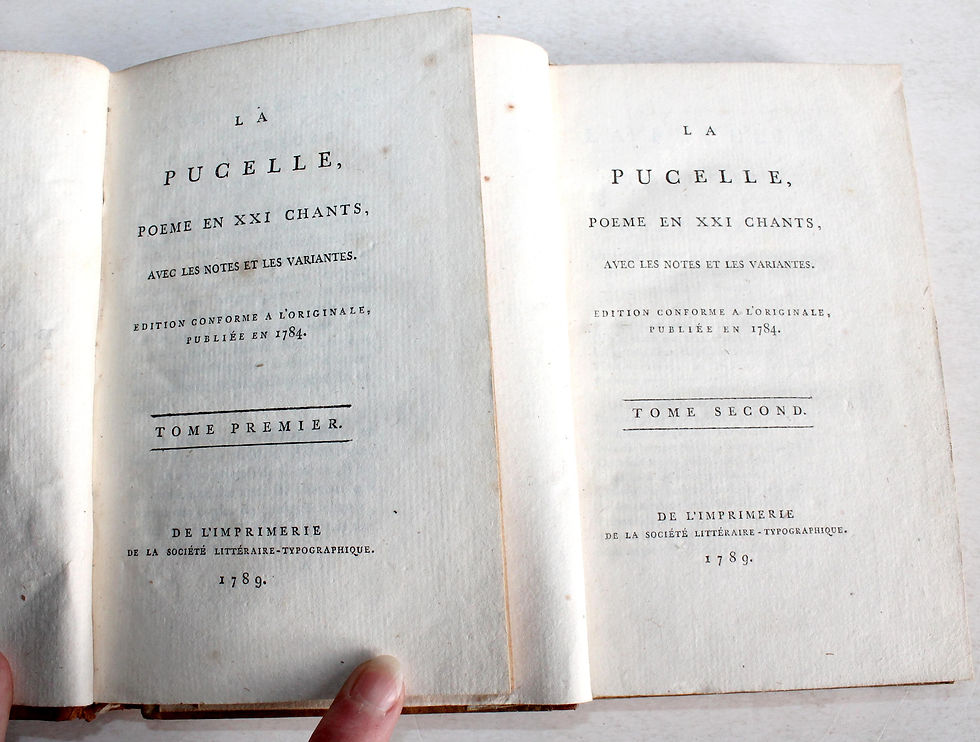 LA
PUCELLE,
POEME EN XXI CHANTS,
AVEC LES NOTES ET LES VARIANTES.
EDITION CONFORME A L'ORIGINALE,
PUBLIÉE EN 1784.
TOME PREMIER.
DE L'IMPRIMERIE
DE LA SOCIÉTÉ LITTÉRAIRE-TYPOGRAPHIQUE.
1789.
LA
PUCELLE,
POEME EN XXI CHANTS,
AVEC LES NOTES ET LES VARIANTES.
EDITION CONFORME A L'ORIGINALE,
PUBLIÉE EN 1784.
TOME SECOND.
DE L'IMPRIMERIE
DE LA SOCIÉTÉ LITTÉRAIRE-TYPOGRAPHIQUE.
1789.